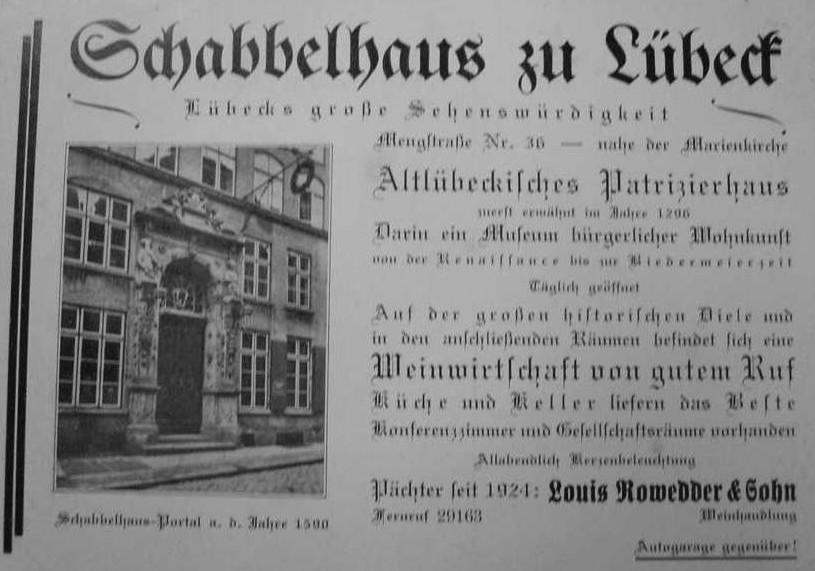 Schabbelhaus zu Lübeck
Lübecks große Sehenswürdigkeit
Mengstraße Nr. 36 — nahe der Marienkirche
Altlübeckisches Patrizierhaus
zuerst erwähnt im Jahre 1296
Darin ein Museum bürgerlicher Wohnkunst
von der Renaissance bis zur Biedermeierzeit
Täglich geöffnet
Auf der großen historischen Diele und
in den anschließenden Räumen befindet sich eine
Weinwirtschaft von gutem Ruf
Küche und Keller liefern das Beste
Konferenzzimmer und Gesellschaftsräume vorhanden
Allabendlich Kerzenbeleuchtung
Pächter seit 1924: Louis Rowedder & Sohn
Fernruf 29163 Weinhandlung
Autogarage gegenüber!
Schabbelhaus-Portal a. d. Jahre 1590